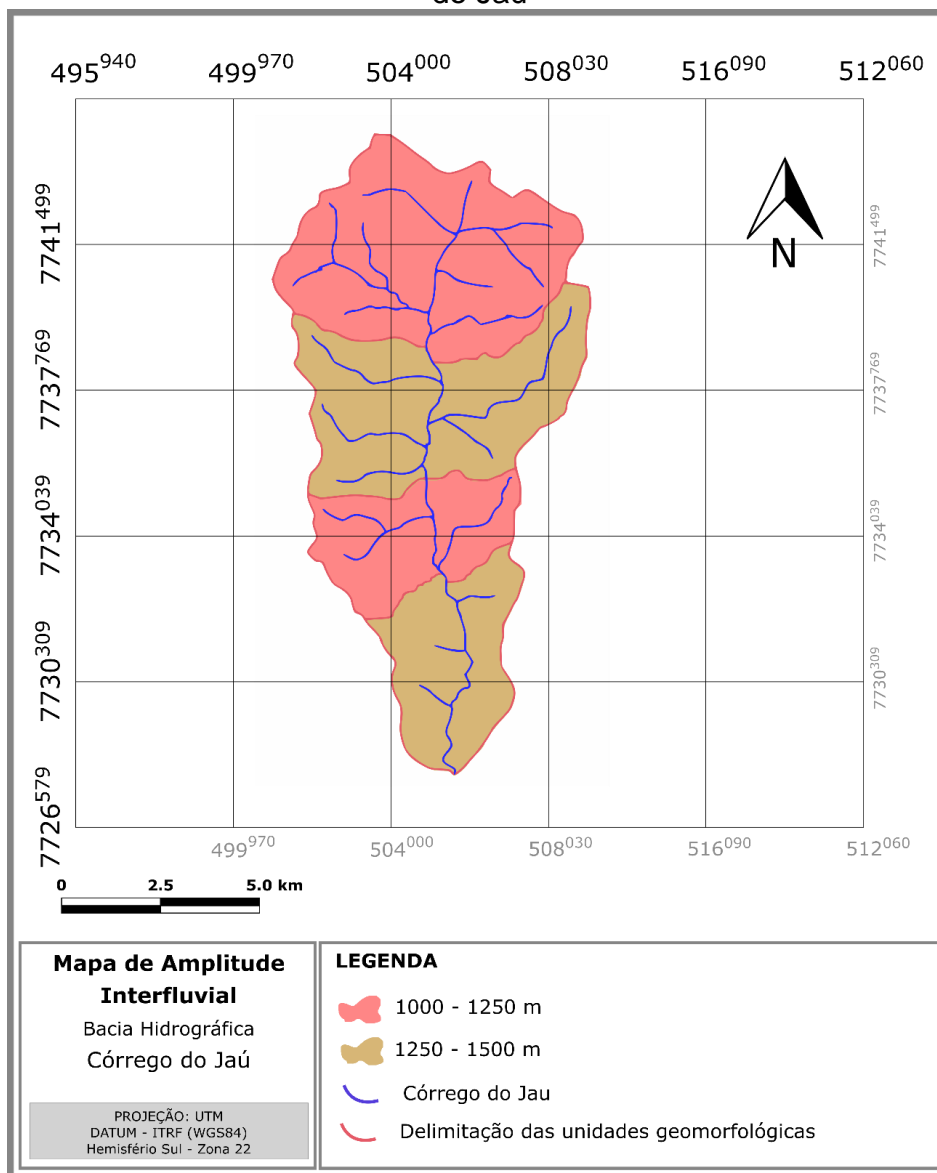 do Jaú
495940 499970 504000 508030 516090 512060
7741499
7741499
N
7737769
7734039
7734039
7730309
7730309
7726579
499970 504000 508030 516090 512060
0 2.5 5.0 km
Mapa de Amplitude
Interfluvial
Bacia Hidrográfica
Córrego do Jaú
PROJEÇÃO: UTM
DATUM - ITRF (WGS84)
Hemisfério Sul - Zona 22
LEGENDA
1000 - 1250 m
1250 - 1500 m
Córrego do Jau
Delimitação das unidades geomorfológicas